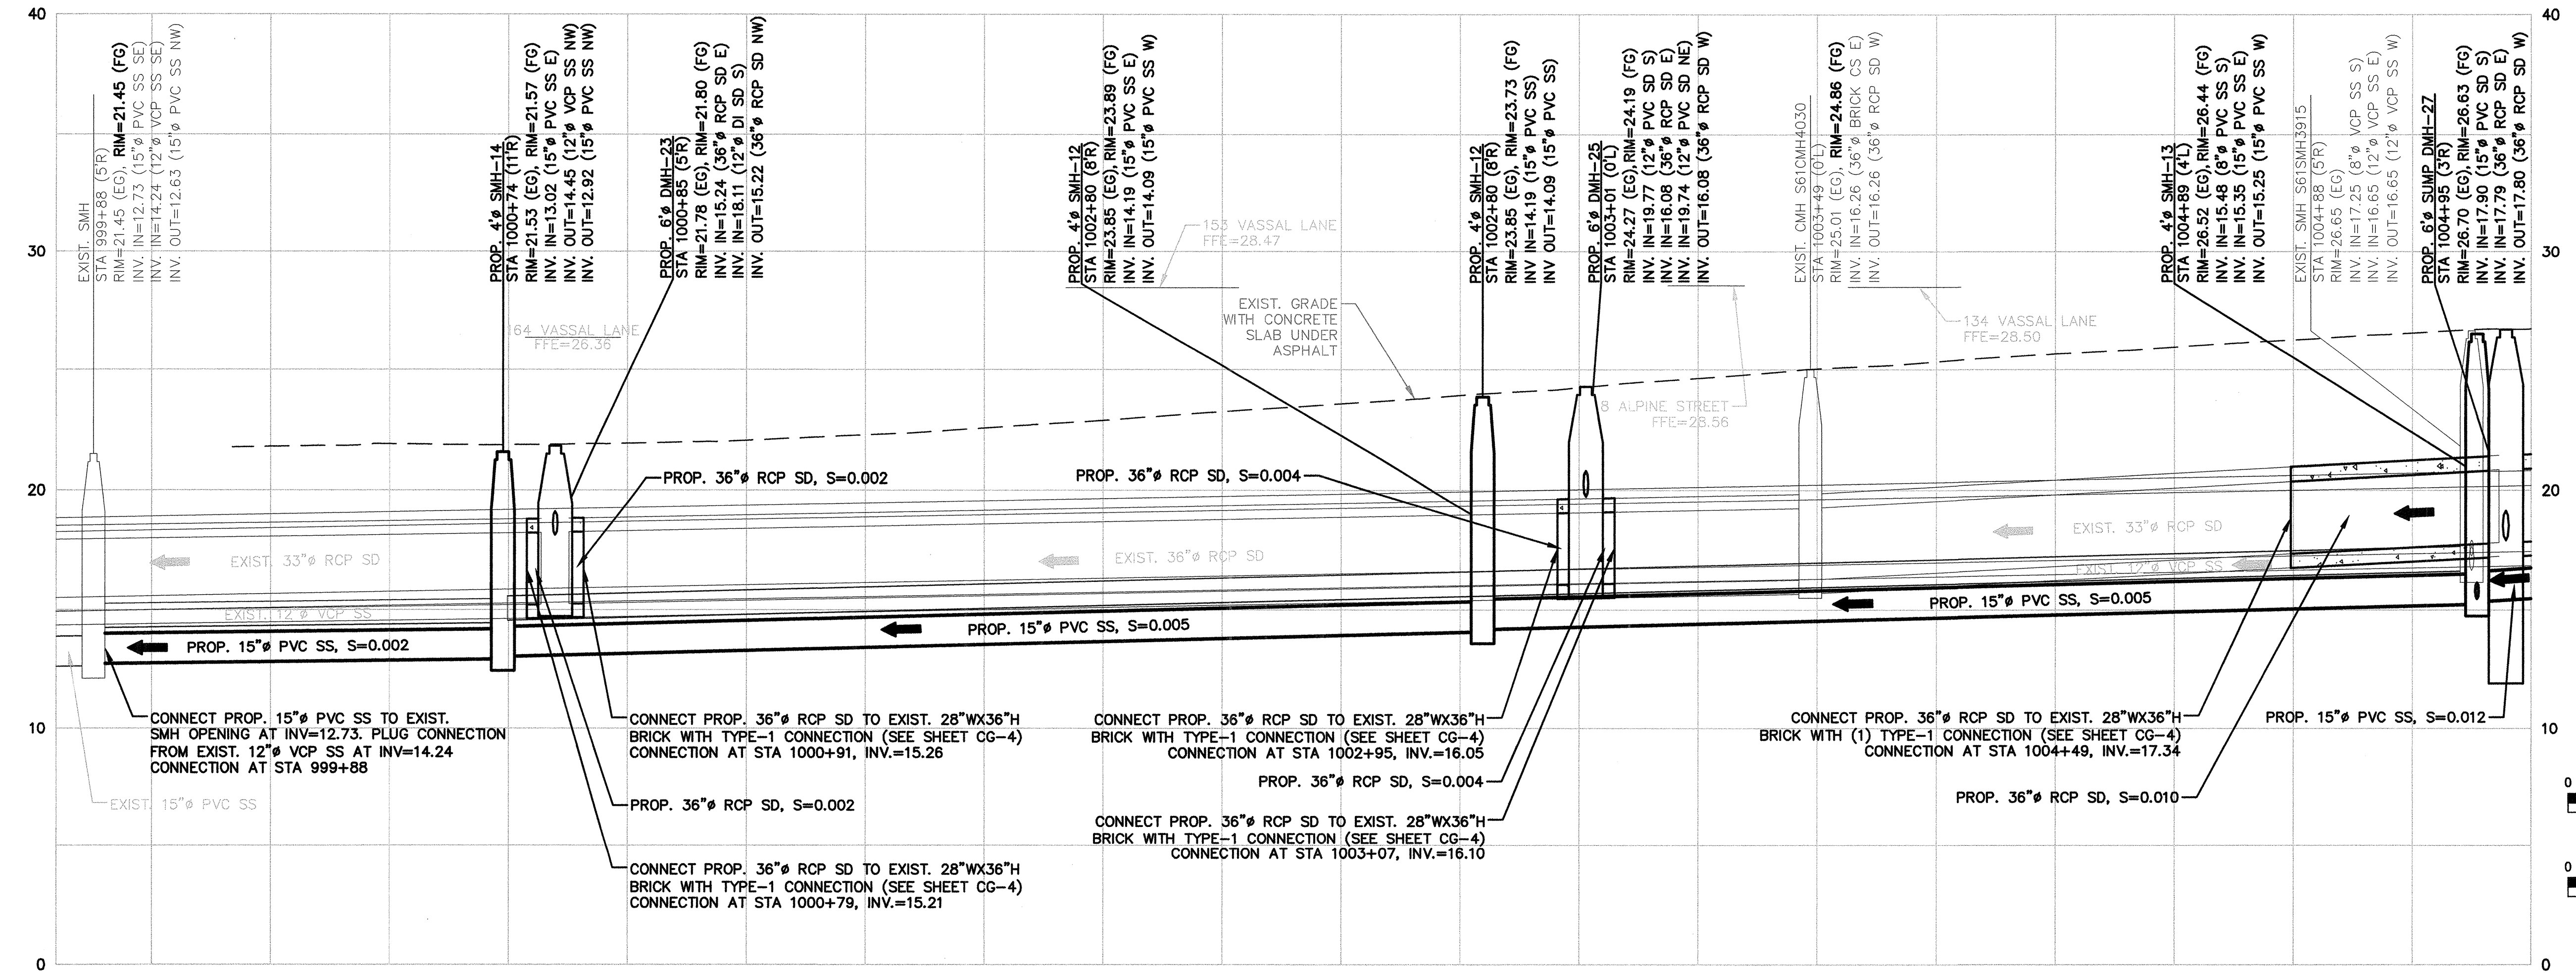 40
40
EXIST. SMH
STA 999+88 (5'R)
RIM=21.45 (EG), RIM=21.45 (FG)
INV. IN=12.73 (15"ø PVC SS SE)
INV. IN=14.24 (12"ø VCP SS SE)
INV. OUT=12.63 (15"ø PVC SS NW)
PROP. 4'ø SMH-14
STA 1000+74 (11'R)
RIM=21.53 (EG), RIM=21.57 (FG)
INV. IN=13.02 (15"ø PVC SS E)
INV. OUT=14.45 (12"ø VCP SS NW)
INV. OUT=12.92 (15"ø PVC SS NW)
PROP. 6'ø DMH-23
STA 1000+85 (5'R)
RIM=21.78 (EG), RIM=21.80 (FG)
INV. IN=15.24 (36"ø RCP SD E)
INV. IN=18.11 (12"ø DI SD S)
INV. OUT=15.22 (36"ø RCP SD NW)
PROP. 4'ø SMH-12
STA 1002+80 (8'R)
RIM=23.85 (EG), RIM=23.89 (FG)
INV. IN=14.19 (15"ø PVC SS E)
INV. OUT=14.09 (15"ø PVC SS W)
PROP. 4'ø SMH-12
STA 1002+80 (8'R)
RIM=23.85 (EG), RIM=23.73 (FG)
INV IN=14.19 (15"ø PVC SS)
INV OUT=14.09 (15"ø PVC SS)
PROP. 6'ø DMH-25
STA 1003+01 (0'L)
RIM=24.27 (EG),RIM=24.19 (FG)
INV. IN=19.77 (12"ø PVC SD S)
INV. IN=16.08 (36"ø RCP SD E)
INV. IN=19.74 (12"ø PVC SD NE)
INV. OUT=16.08 (36"ø RCP SD W)
EXIST. CMH S61CMH4030
STA 1003+49 (0'L)
RIM=25.01 (EG), RIM=24.86 (FG)
INV. IN=16.26 (36"ø BRICK CS E)
INV. OUT=16.26 (36"ø RCP SD W)
PROP. 4'ø SMH-13
STA 1004+89 (4'L)
RIM=26.52 (EG), RIM=26.44 (FG)
INV. IN=15.48 (8"ø PVC SS S)
INV. IN=15.35 (15"ø PVC SS E)
INV. OUT=15.25 (15"ø PVC SS W)
EXIST. SMH S61SMH3915
STA 1004+88 (5'R)
RIM=26.65 (EG)
INV. IN=17.25 (8"ø VCP SS S)
INV. IN=16.65 (12"ø VCP SS E)
INV. OUT=16.65 (12"ø VCP SS W)
PROP. 6'ø SUMP DMH-27
STA 1004+95 (3'R)
RIM=26.70 (EG), RIM=26.63 (FG)
INV. IN=17.90 (15"ø PVC SD S)
INV. IN=17.79 (36"ø RCP SD E)
INV. OUT=17.80 (36"ø RCP SD W)
30
30
153 VASSAL LANE
FFE=28.47
EXIST. GRADE
WITH CONCRETE
SLAB UNDER
ASPHALT
164 VASSAL LANE
FFE=26.36
134 VASSAL LANE
FFE=28.50
8 ALPINE STREET
FFE=28.56
20
20
PROP. 36"ø RCP SD, S=0.002
PROP. 36"ø RCP SD, S=0.004
EXIST. 33"ø RCP SD
EXIST. 36"ø RCP SD
EXIST. 33"ø RCP SD
EXIST. 12"ø VCP SS
EXIST. 12"ø VCP SS
PROP. 15"ø PVC SS, S=0.002
PROP. 15"ø PVC SS, S=0.005
PROP. 15"ø PVC SS, S=0.005
10
10
CONNECT PROP. 15"ø PVC SS TO EXIST.
SMH OPENING AT INV=12.73. PLUG CONNECTION
FROM EXIST. 12"ø VCP SS AT INV=14.24
CONNECTION AT STA 999+88
EXIST. 15"ø PVC SS
CONNECT PROP. 36"ø RCP SD TO EXIST. 28"WX36"H
BRICK WITH TYPE-1 CONNECTION (SEE SHEET CG-4)
CONNECTION AT STA 1000+91, INV.=15.26
PROP. 36"ø RCP SD, S=0.002
CONNECT PROP. 36"ø RCP SD TO EXIST. 28"WX36"H
BRICK WITH TYPE-1 CONNECTION (SEE SHEET CG-4)
CONNECTION AT STA 1000+79, INV.=15.21
CONNECT PROP. 36"ø RCP SD TO EXIST. 28"WX36"H
BRICK WITH TYPE-1 CONNECTION (SEE SHEET CG-4)
CONNECTION AT STA 1002+95, INV.=16.05
PROP. 36"ø RCP SD, S=0.004
CONNECT PROP. 36"ø RCP SD TO EXIST. 28"WX36"H
BRICK WITH TYPE-1 CONNECTION (SEE SHEET CG-4)
CONNECTION AT STA 1003+07, INV.=16.10
CONNECT PROP. 36"ø RCP SD TO EXIST. 28"WX36"H
BRICK WITH (1) TYPE-1 CONNECTION (SEE SHEET CG-4)
CONNECTION AT STA 1004+49, INV.=17.34
PROP. 36"ø RCP SD, S=0.010
PROP. 15"ø PVC SS, S=0.012
0
0
0
0